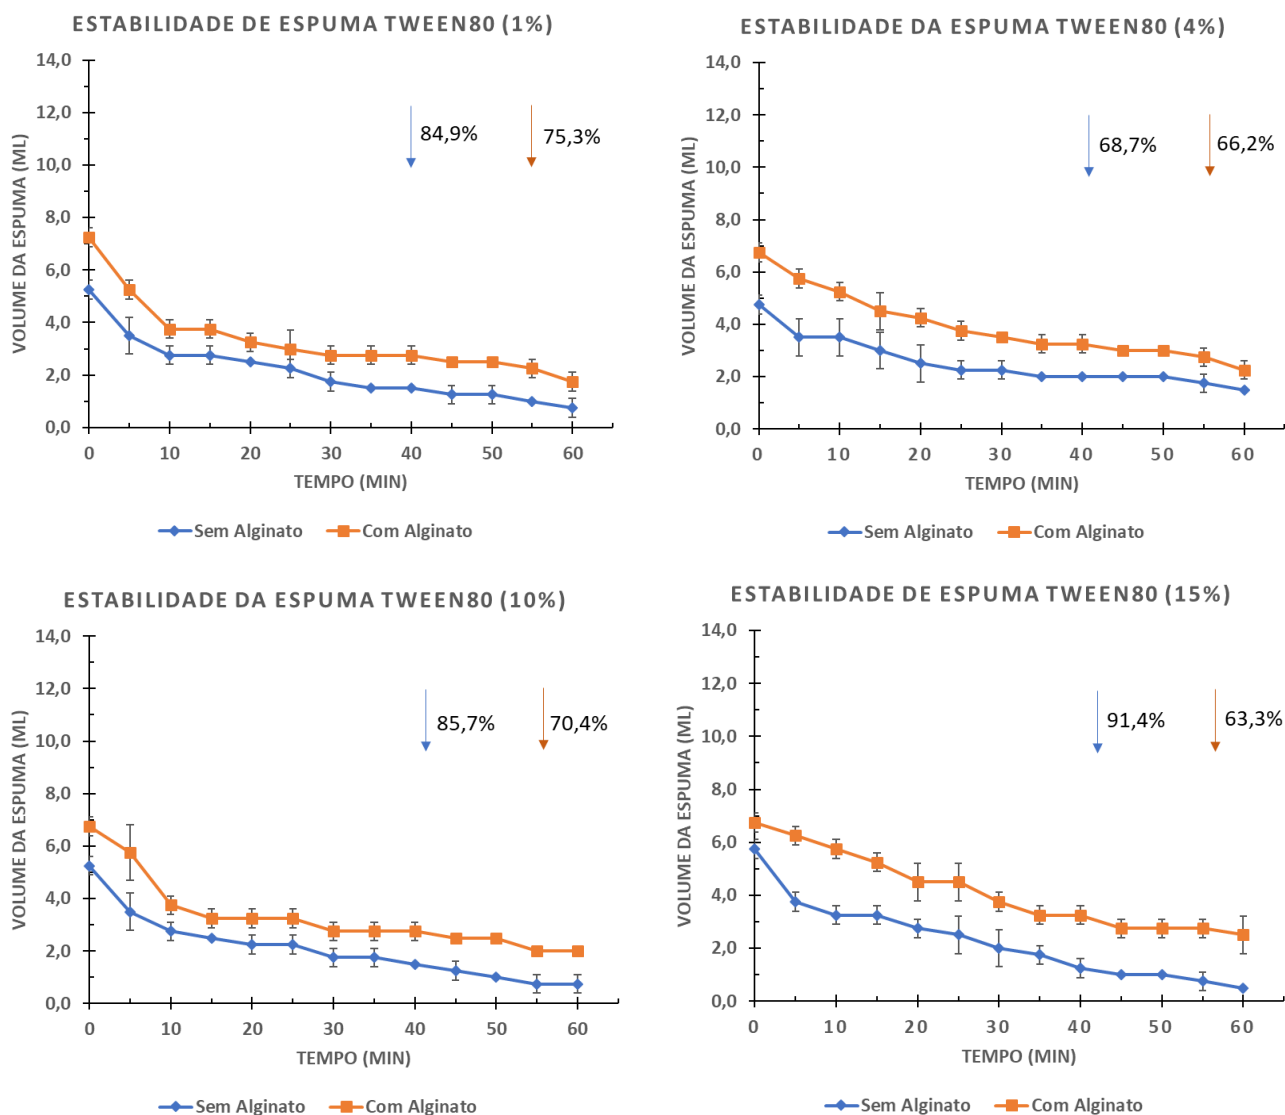 ESTABILIDADE DE ESPUMA TWEEN80 (1%)
VOLUME DA ESPUMA (ML)
14,0
12,0
10,0
8,0
6,0
4,0
2,0
0,0
84,9%
75,3%
0 10 20 30 40 50 60
TEMPO (MIN)
Sem Alginato Com Alginato
ESTABILIDADE DA ESPUMA TWEEN80 (4%)
VOLUME DA ESPUMA (ML)
14,0
12,0
10,0
8,0
6,0
4,0
2,0
0,0
68,7%
66,2%
0 10 20 30 40 50 60
TEMPO (MIN)
Sem Alginato Com Alginato
ESTABILIDADE DA ESPUMA TWEEN80 (10%)
VOLUME DA ESPUMA (ML)
14,0
12,0
10,0
8,0
6,0
4,0
2,0
0,0
85,7%
70,4%
0 10 20 30 40 50 60
TEMPO (MIN)
Sem Alginato Com Alginato
ESTABILIDADE DE ESPUMA TWEEN80 (15%)
VOLUME DA ESPUMA (ML)
14,0
12,0
10,0
8,0
6,0
4,0
2,0
0,0
91,4%
63,3%
0 10 20 30 40 50 60
TEMPO (MIN)
Sem Alginato Com Alginato